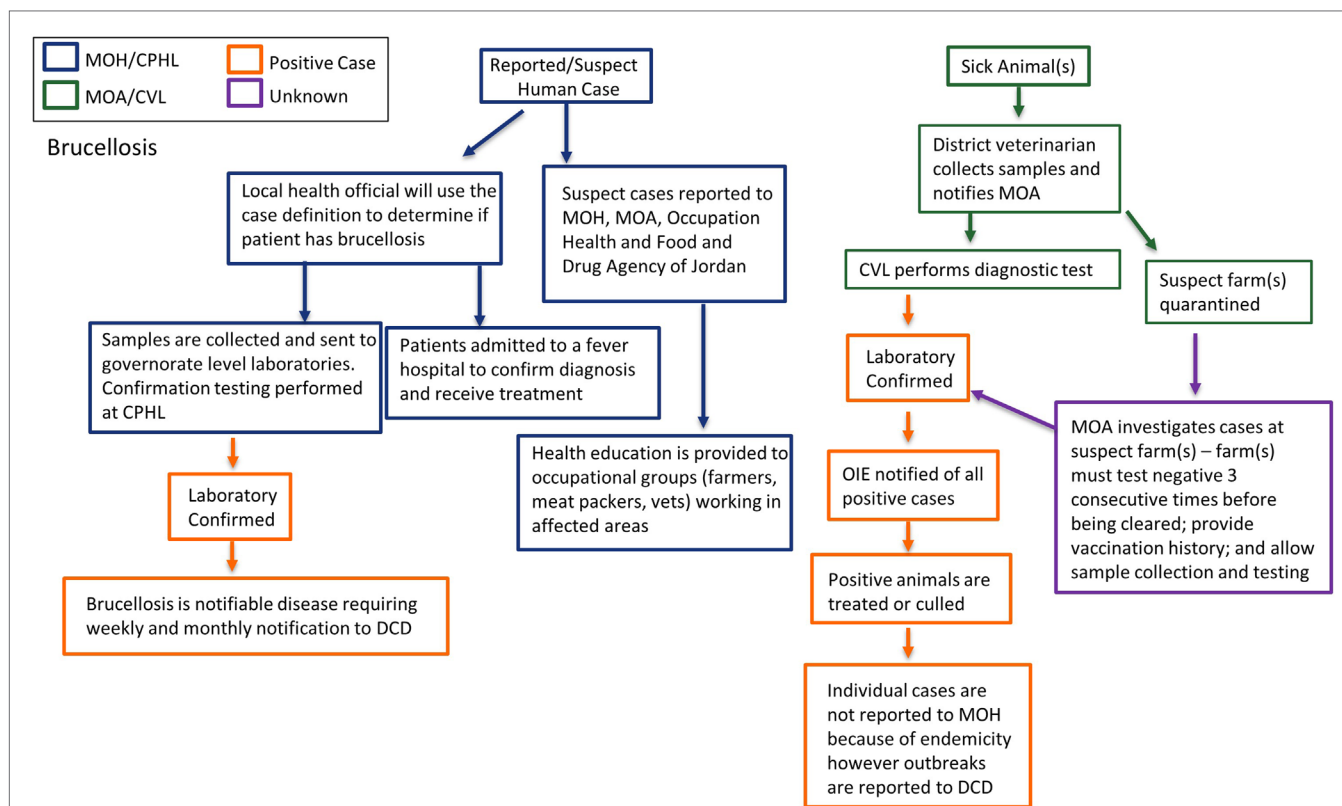 MOH/CPHL
Positive Case
MOA/CVL
Unknown
Brucellosis
Reported/Suspect
Human Case
Local health official will use the
case definition to determine if
patient has brucellosis
Suspect cases reported to
MOH, MOA, Occupation
Health and Food and
Drug Agency of Jordan
Samples are collected and sent to
governorate level laboratories.
Confirmation testing performed
at CPHL
Patients admitted to a fever
hospital to confirm diagnosis
and receive treatment
Health education is provided to
occupational groups (farmers,
meat packers, vets) working in
affected areas
Laboratory
Confirmed
Brucellosis is notifiable disease requiring
weekly and monthly notification to DCD
Sick Animal(s)
District veterinarian
collects samples and
notifies MOA
CVL performs diagnostic test
Suspect farm(s)
quarantined
Laboratory
Confirmed
MOA investigates cases at
suspect farm(s) – farm(s)
must test negative 3
consecutive times before
being cleared; provide
vaccination history; and allow
sample collection and testing
OIE notified of all
positive cases
Positive animals are
treated or culled
Individual cases are
not reported to MOH
because of endemicity
however outbreaks
are reported to DCD